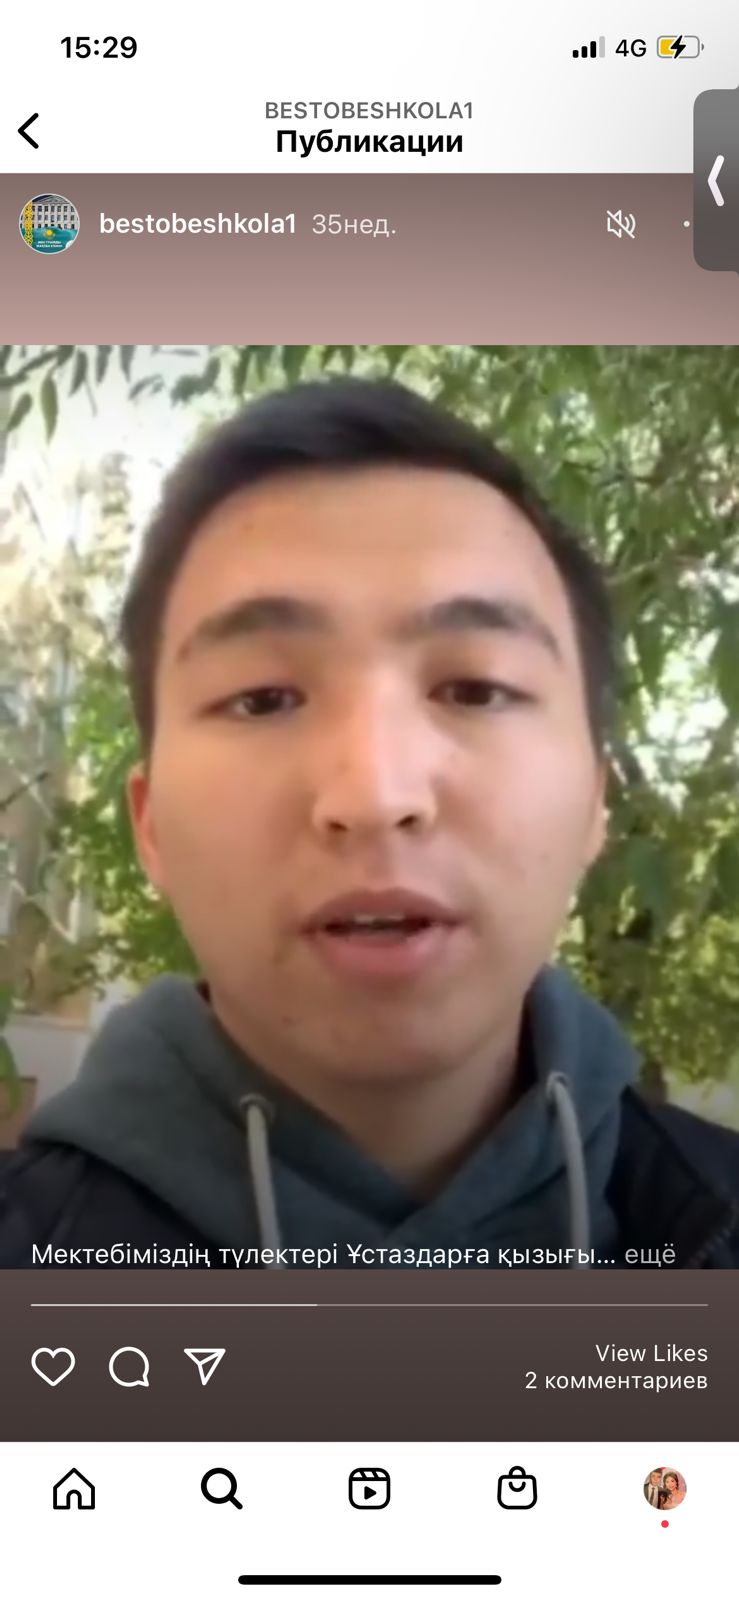 15:29
4G
BESTOBESHKOLA1
Публикации
bestobeshkola1 35нед.
Мектебіміздің түлектері Ұстаздарға қызығы... ещё
View Likes
2 комментариев